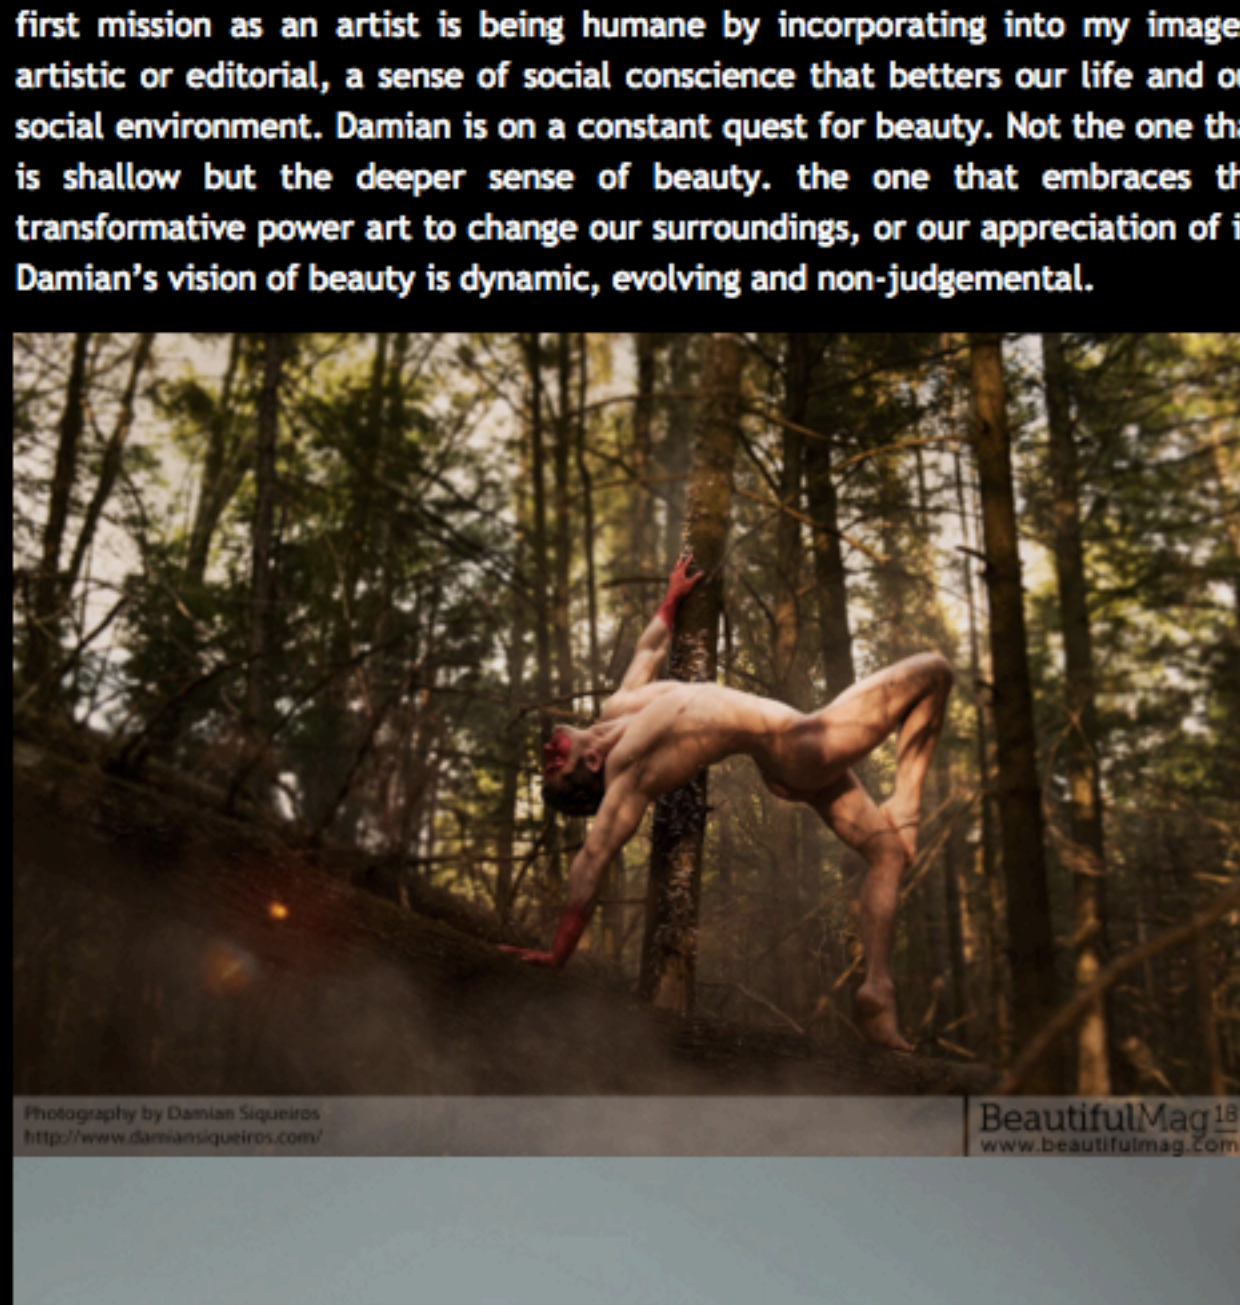 first mission as an artist is being humane by incorporating into my image
artistic or editorial, a sense of social conscience that betters our life and ou
social environment. Damian is on a constant quest for beauty. Not the one tha
is shallow but the deeper sense of beauty. the one that embraces th
transformative power art to change our surroundings, or our appreciation of i
Damian's vision of beauty is dynamic, evolving and non-judgemental.
Photography by Damian Siqueiros
http://www.damiansiqueiros.com/
BeautifulMag 18
www.beautifulmag.com